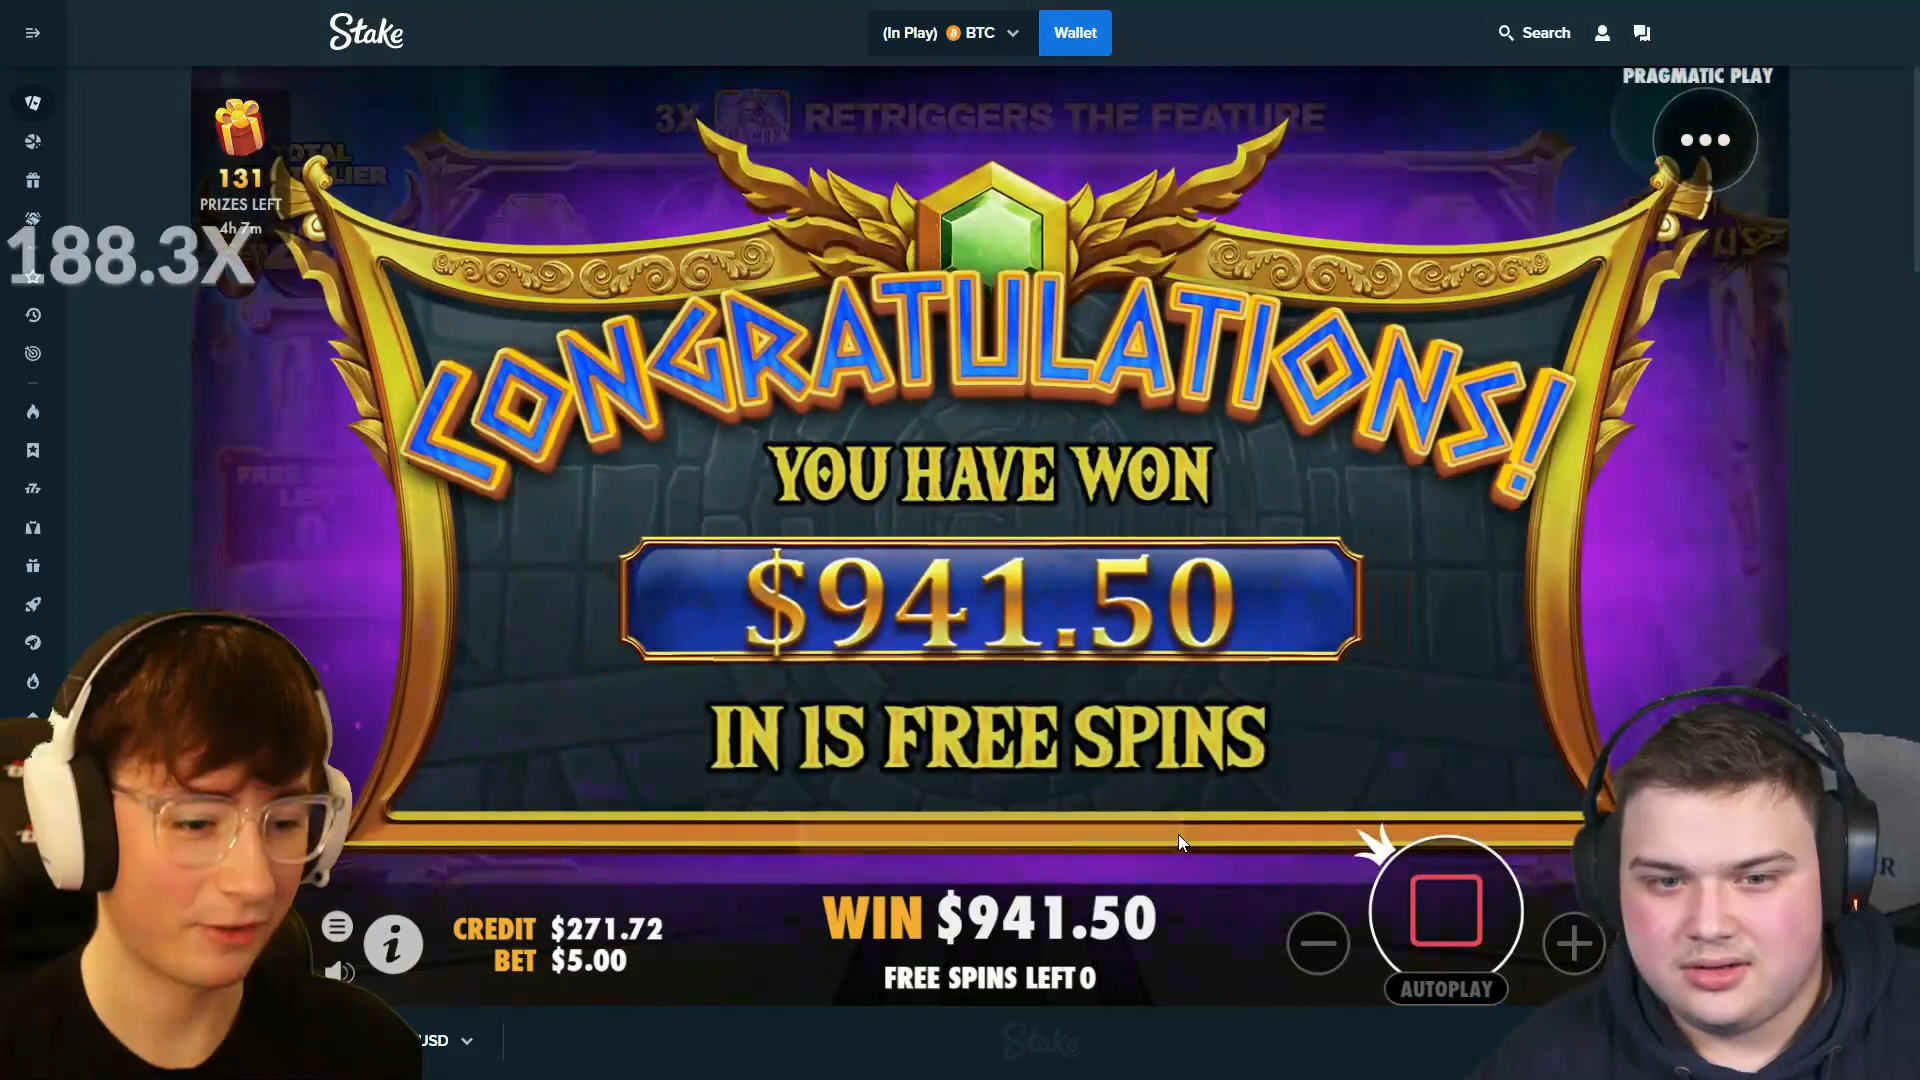 Stake
(In Play) BTC
Wallet
Search
PRAGMATIC PLAY
3X RETRIGGERS THE FEATURE
131
PRIZES LEFT
4h 7m
188.3X
CONGRATULATIONS!
YOU HAVE WON
$941.50
IN 15 FREE SPINS
CREDIT $271.72
BET $5.00
WIN $941.50
FREE SPINS LEFT 0
AUTOPLAY
USD
Stake